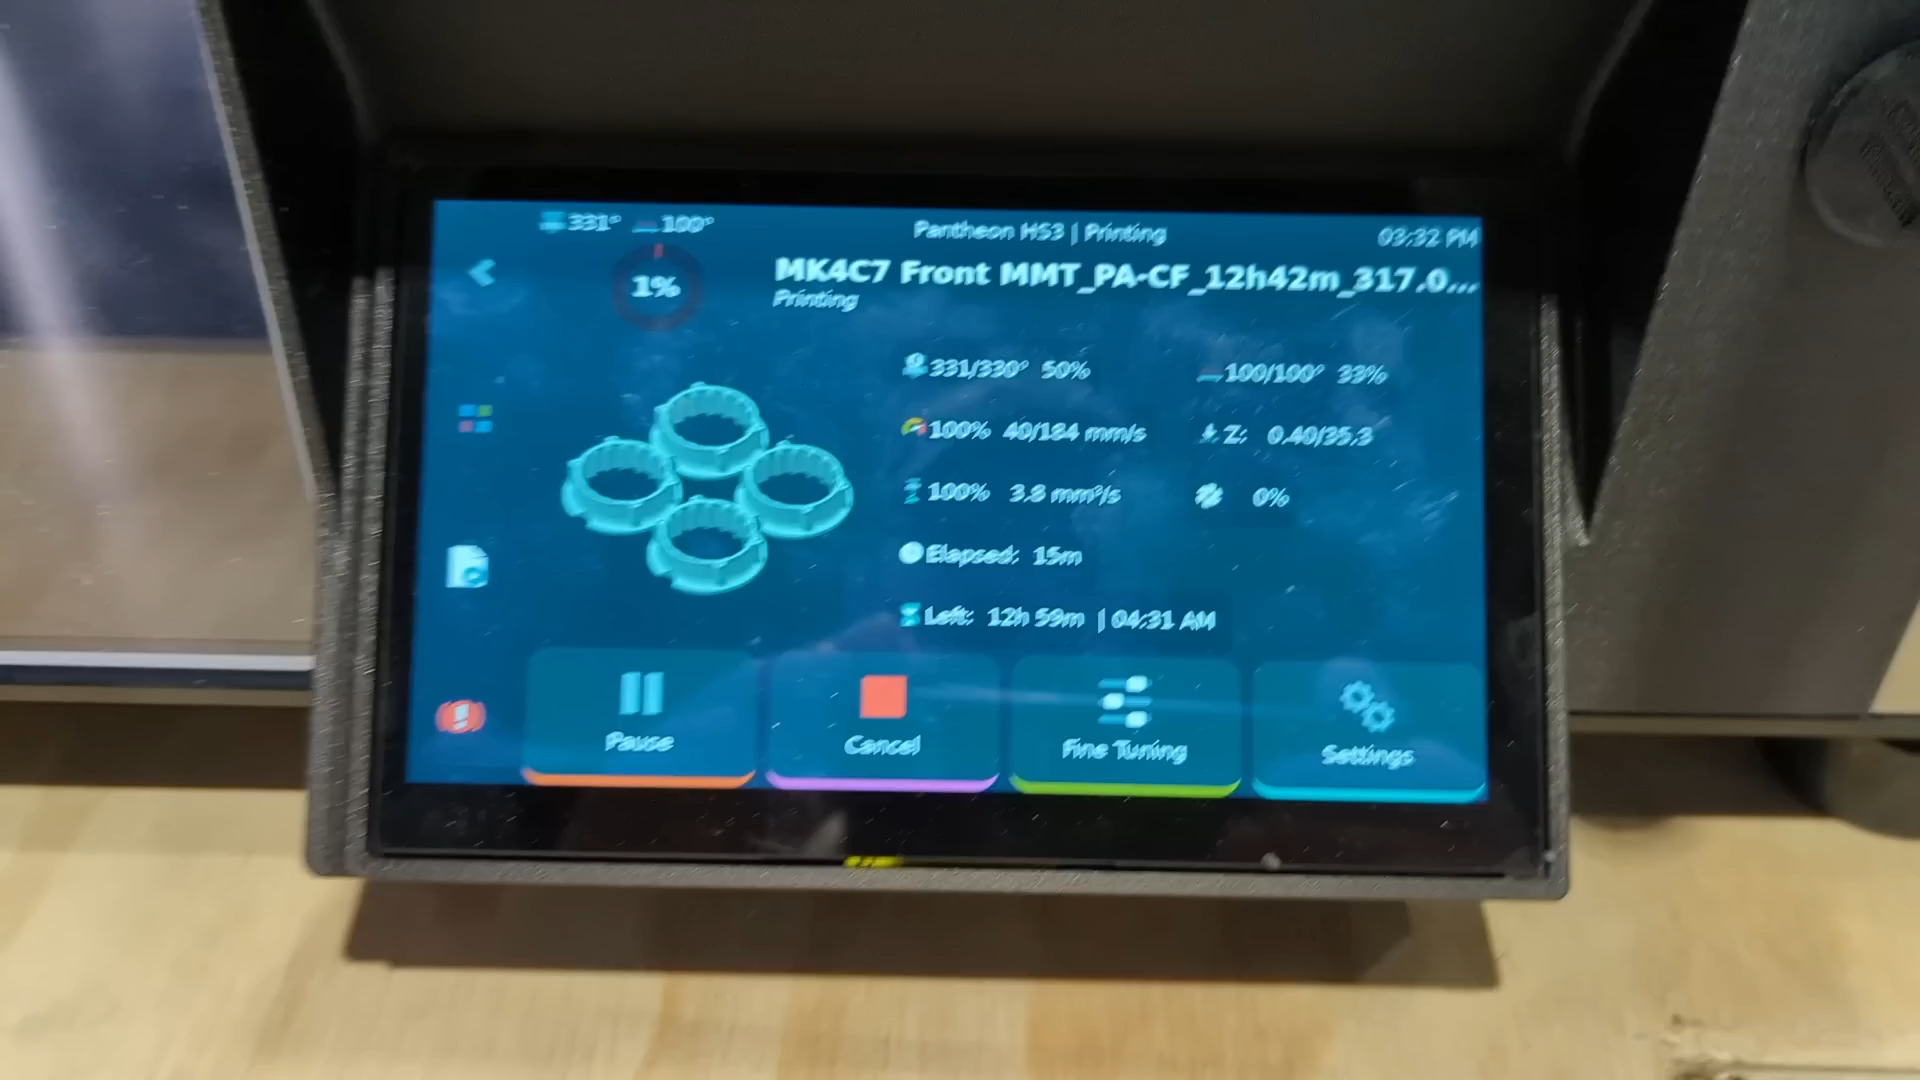 331° 100° Pantheon HS3 | Printing 03:32 PM
1% MK4C7 Front MMT_PA-CF_12h42m_317.0...
Printing
331/330° 50% 100/100° 33%
100% 40/184 mm/s Z: 0.40/35.3
100% 3.8 mm³/s 0%
Elapsed: 15m
Left: 12h 59m | 04:31 AM
Pause Cancel Fine Tuning Settings